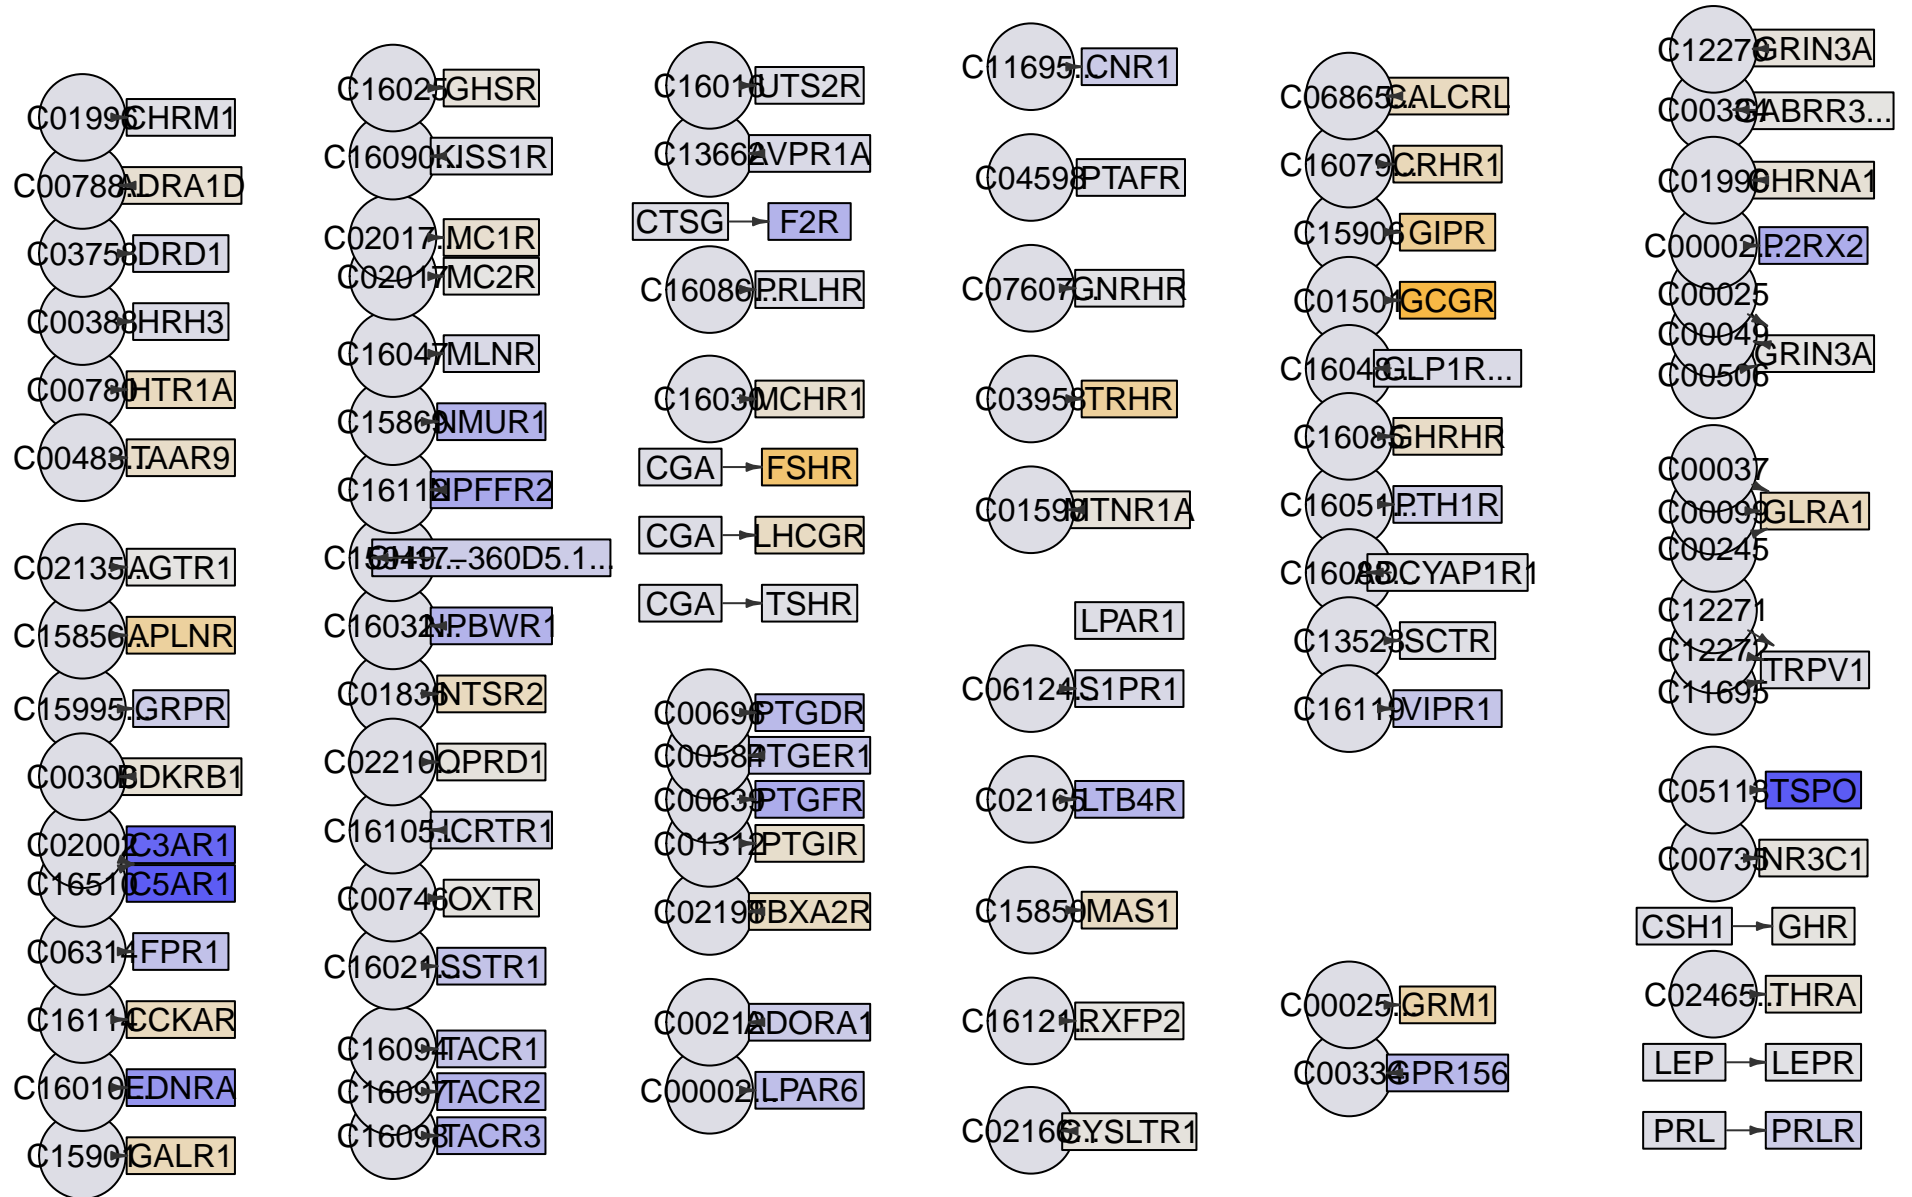 C01996 CHRM1
C00788... ADRA1D
C03758 DRD1
C00388 HRH3
C00780 HTR1A
C00483... TAAR9
C02135... AGTR1
C15856... APLNR
C15995... GRPR
C00306 BDKRB1
C02002 C3AR1
C16510 C5AR1
C06314 FPR1
CCKAR
C16010... EDNRA
C15901 GALR1
C16025 GHSR
C16090... KISS1R
C02017... MC1R
C02017 MC2R
C16047 MLNR
C15869 NMUR1
C16118 NPFFR2
–360D5.1...
C16032... NPBWR1
C01836 NTSR2
C02210... OPRD1
C16105... HCRTR1
C00746 OXTR
C16021... SSTR1
C16094 TACR1
C16097 TACR2
C16098 TACR3
C16016 UTS2R
C13662 AVPR1A
CTSG F2R
C16086... PRLHR
C16030 MCHR1
CGA FSHR
CGA LHCGR
CGA TSHR
C00696 PTGDR
C00584 PTGER1
C00639 PTGFR
C01312 PTGIR
C02198 TBXA2R
C00212 ADORA1
C00002... LPAR6
C11695... CNR1
C04598 PTAFR
C07607... GNRHR
C03958 TRHR
C01598 MTNR1A
LPAR1
C06124... S1PR1
C02165 LTB4R
C15850 MAS1
C16121... RXFP2
C02166... CYSLTR1
C06865... CALCRL
C16079... CRHR1
C15906 GIPR
C01501 GCGR
C16048... GLP1R...
C16085 GHRHR
C16051... PTH1R
ADCYAP1R1
C13523 SCTR
C16119 VIPR1
C00025... GRM1
C00334 GPR156
C12270 GRIN3A
C00334 GABRR3...
C01996 CHRNA1
C00002... P2RX2
C00025
C00049
GRIN3A
C00506
C00037
C00099 GLRA1
C00245
C12271
C12272
TRPV1
C11695
C05113 TSPO
C00735 NR3C1
CSH1 GHR
C02465... THRA
LEP LEPR
PRL PRLR